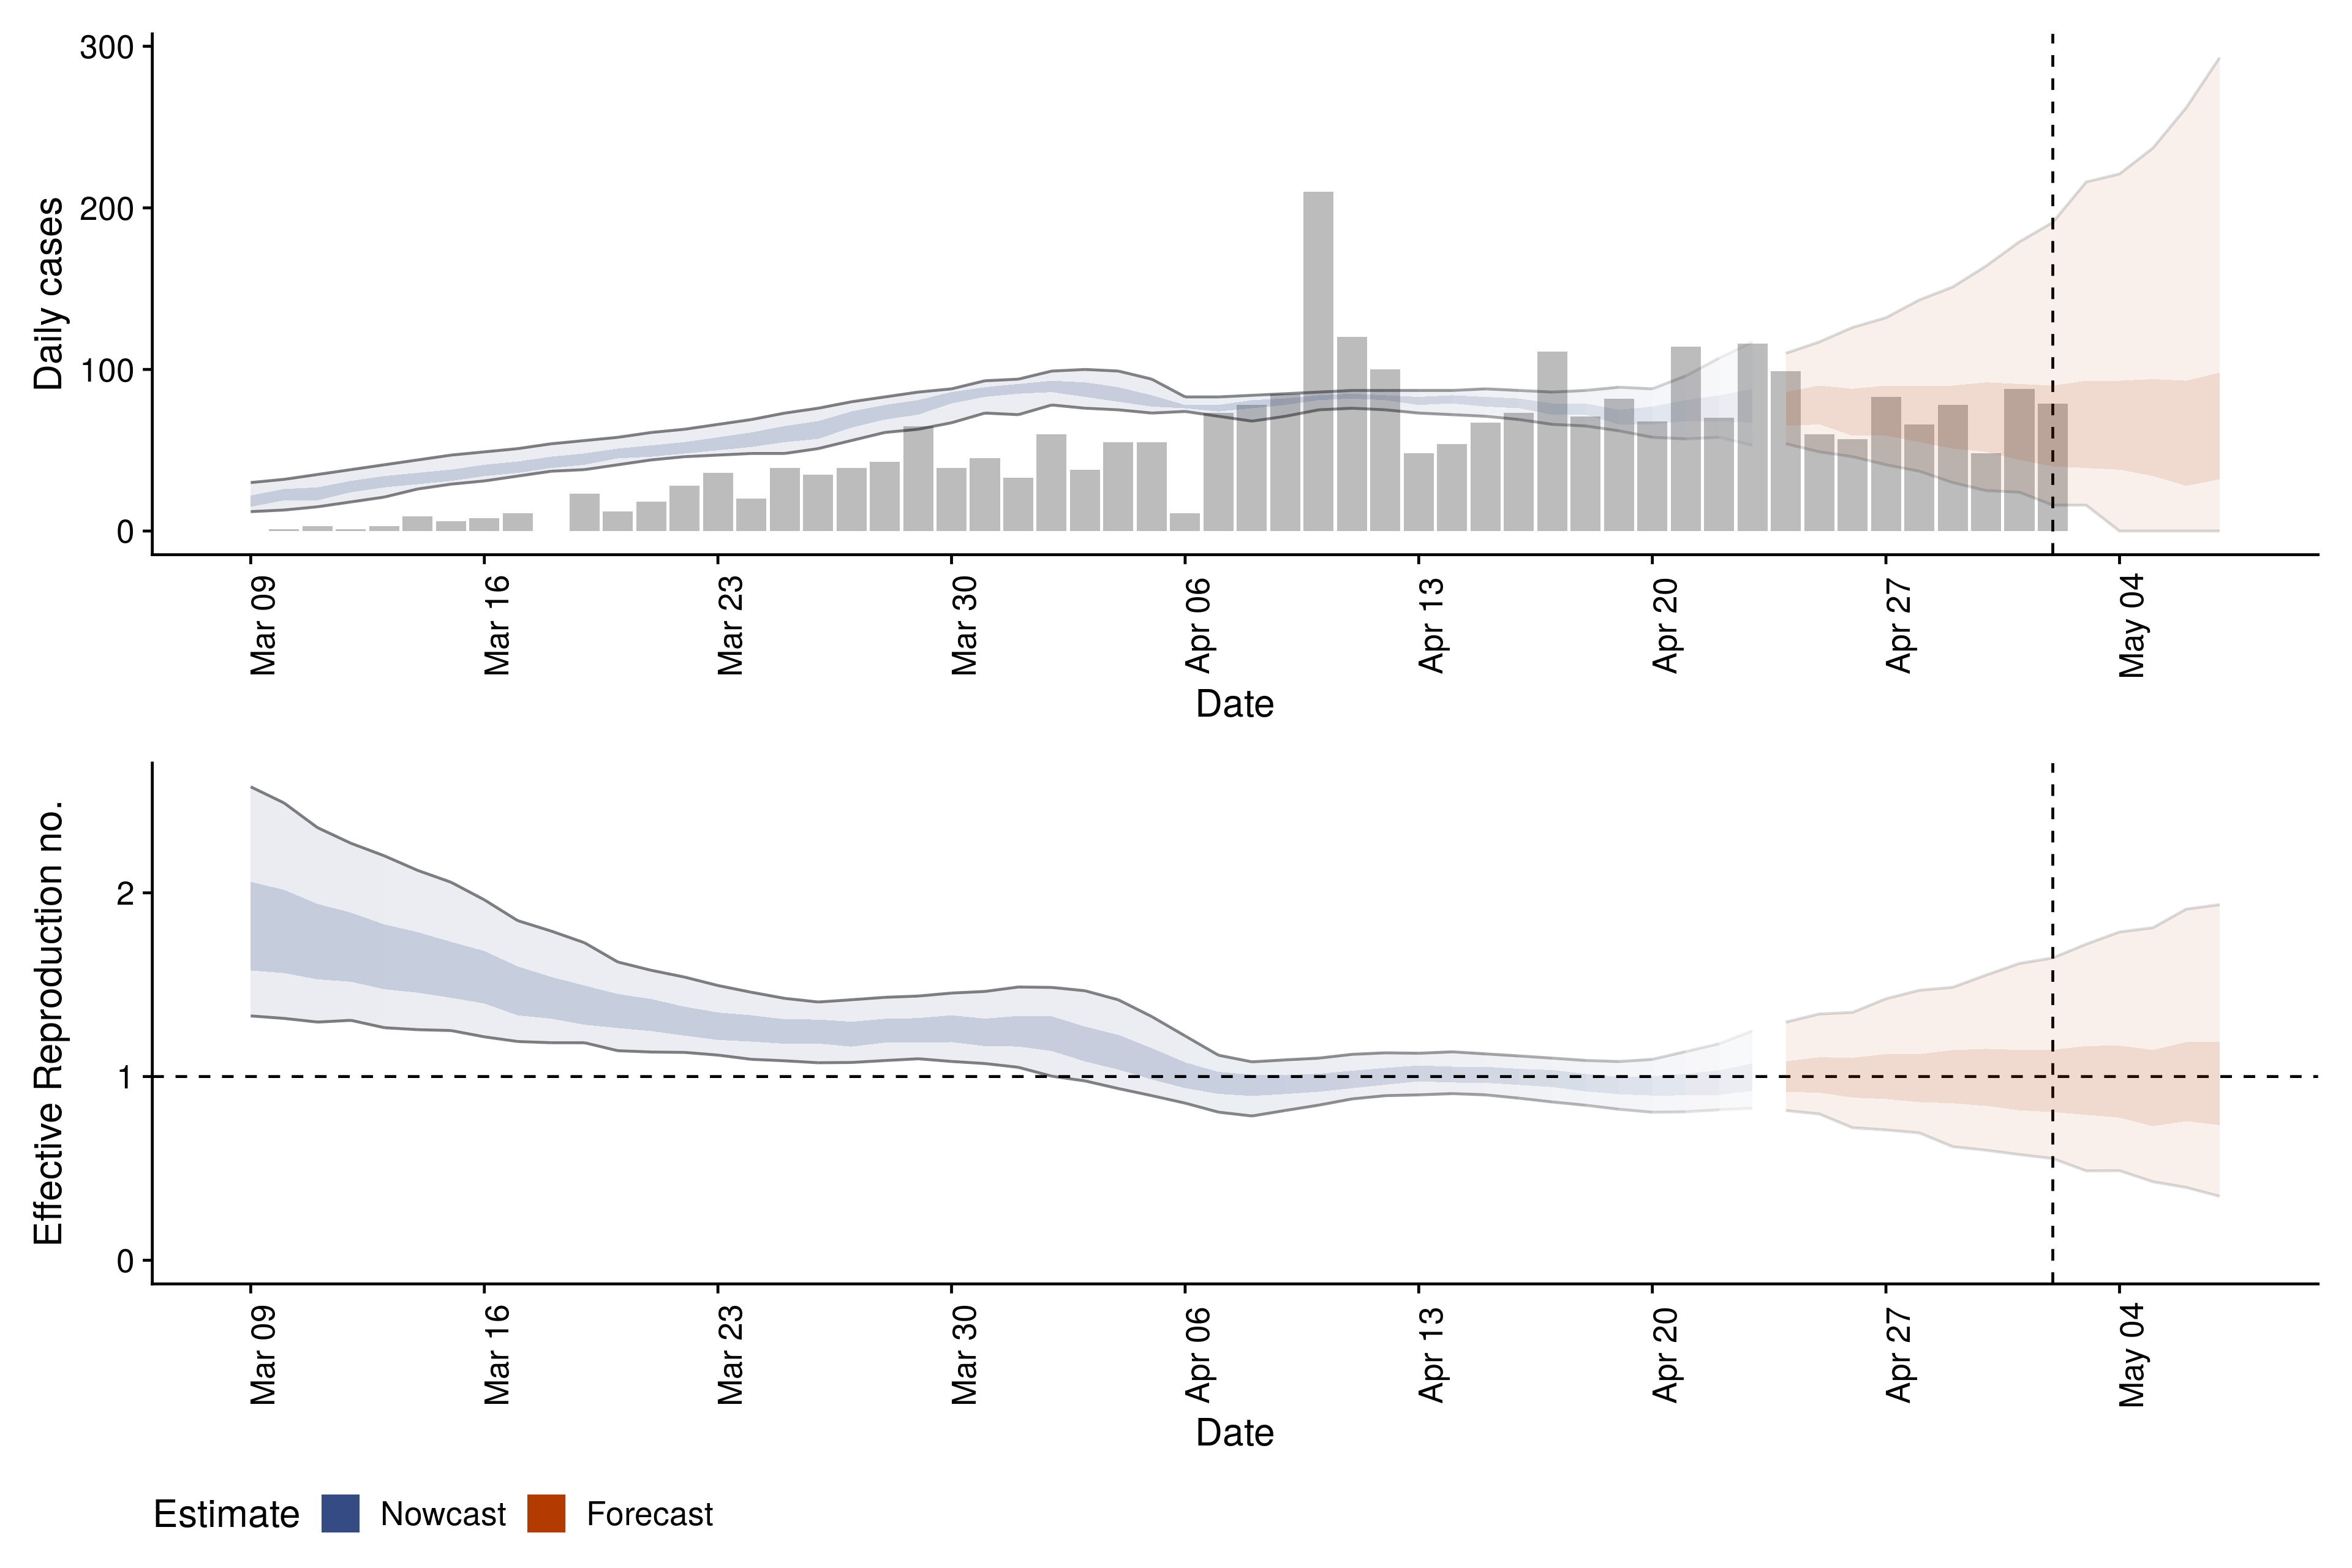 300
200
100
0
Daily cases
Mar 09
Mar 16
Mar 23
Mar 30
Apr 06
Apr 13
Apr 20
Apr 27
May 04
Date
2
1
0
Effective Reproduction no.
Mar 09
Mar 16
Mar 23
Mar 30
Apr 06
Apr 13
Apr 20
Apr 27
May 04
Date
Estimate Nowcast Forecast